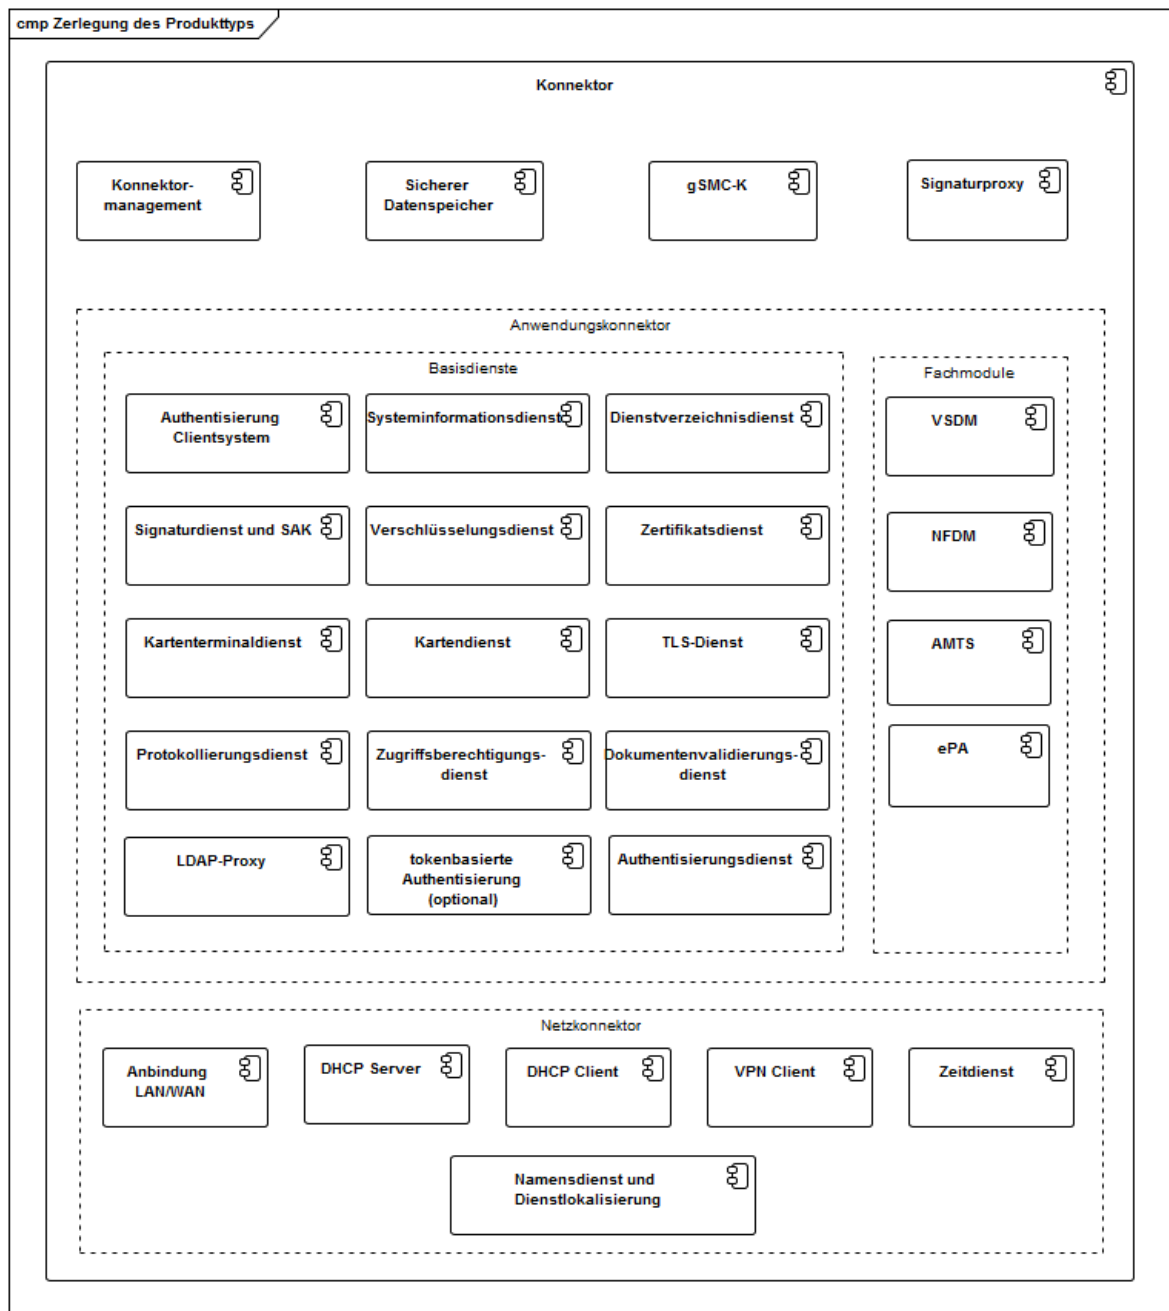 cmp Zerlegung des Produkttyps
Konnektor
Konnektor-
management
Sicherer
Datenspeicher
gSMC-K
Signaturproxy
Anwendungskonnektor
Basisdienste
Authentisierung
Clientsystem
Systeminformationsdienst
Dienstverzeichnisdienst
Signaturdienst und SAK
Verschlüsselungsdienst
Zertifikatsdienst
Kartenterminaldienst
Kartendienst
TLS-Dienst
Protokollierungsdienst
Zugriffsberechtigungs-
dienst
Dokumentenvalidierungs-
dienst
LDAP-Proxy
tokenbasierte
Authentisierung
(optional)
Authentisierungsdienst
Fachmodule
VSDM
NFDM
AMTS
ePA
Netzkonnektor
Anbindung
LAN/WAN
DHCP Server
DHCP Client
VPN Client
Zeitdienst
Namensdienst und
Dienstlokalisierung